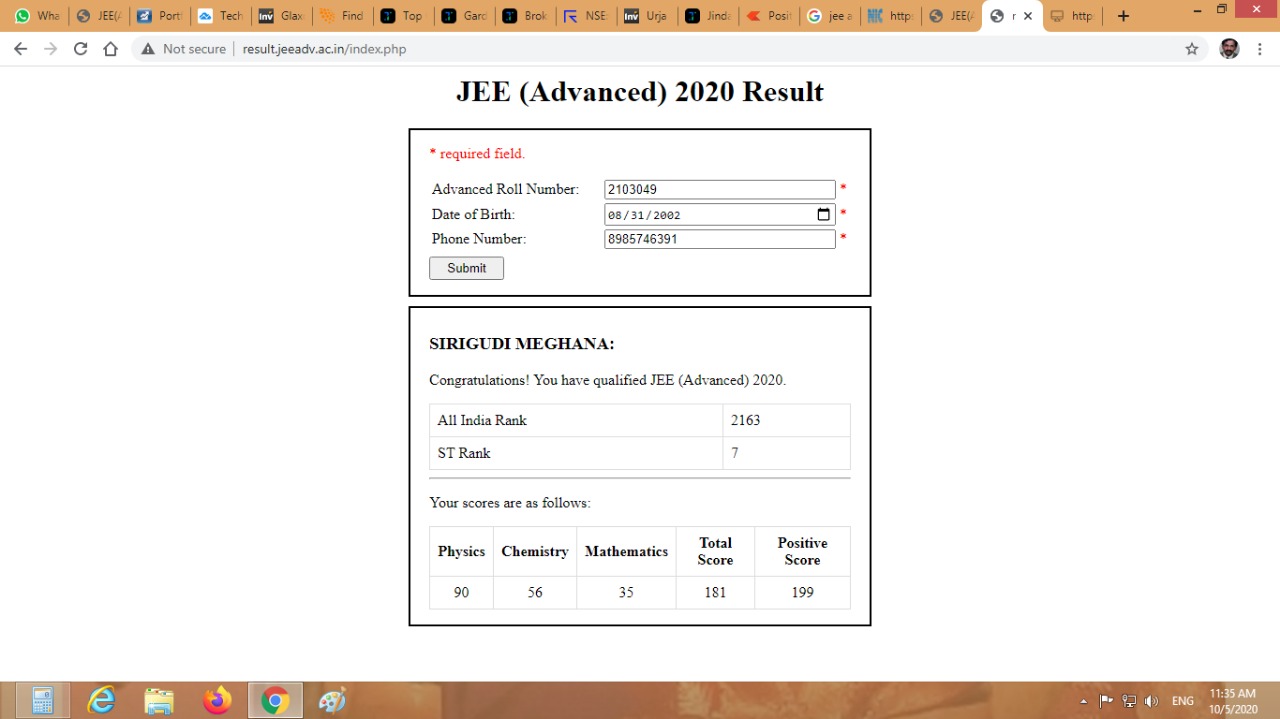 Wha JEE(A Portf Tech Glax Find Top Gard Brok NSE: Urja Jinda Posit jee a http: JEE(A r http:
Not secure | result.jeeadv.ac.in/index.php
JEE (Advanced) 2020 Result
* required field.
Advanced Roll Number: 2103049 *
Date of Birth: 08/31/2002 *
Phone Number: 8985746391 *
Submit
SIRIGUDI MEGHANA:
Congratulations! You have qualified JEE (Advanced) 2020.
All India Rank 2163
ST Rank 7
Your scores are as follows:
Physics Chemistry Mathematics Total Score Positive Score
90 56 35 181 199
ENG 11:35 AM
10/5/2020